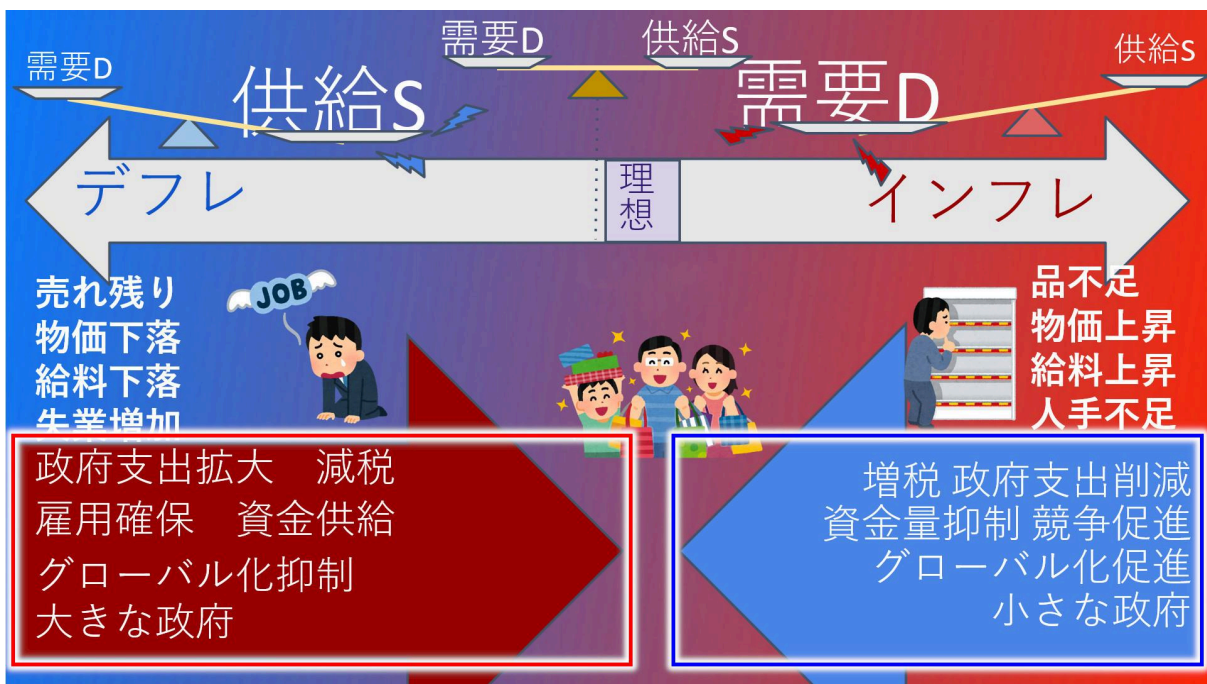 需要D
供給S
需要D
供給S
需要D
供給S
デフレ
理想
インフレ
売れ残り
物価下落
給料下落
失業増加
JOB
品不足
物価上昇
給料上昇
人手不足
政府支出拡大　減税
雇用確保　資金供給
グローバル化抑制
大きな政府
増税 政府支出削減
資金量抑制 競争促進
グローバル化促進
小さな政府